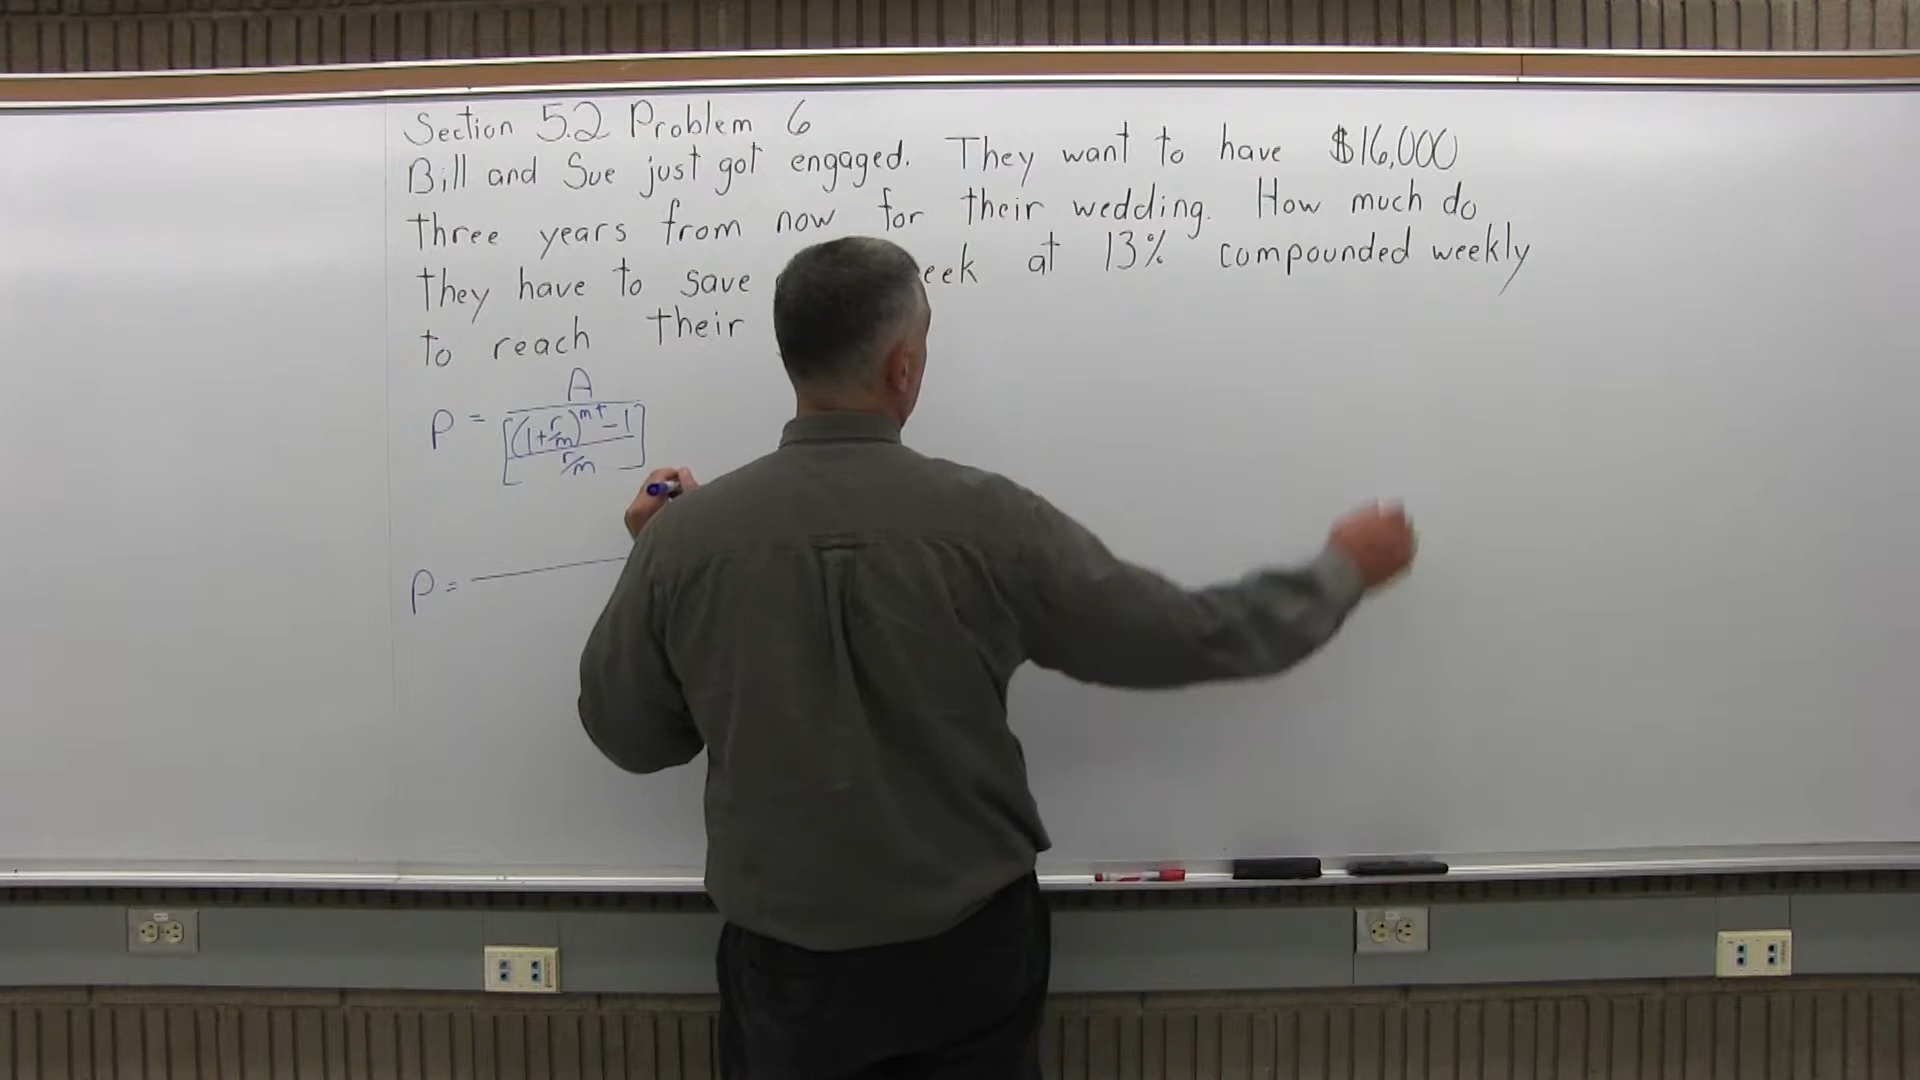 Section 5.2 Problem 6
Bill and Sue just got engaged. They want to have $16,000
three years from now for their wedding. How much do
they have to save eek at 13% compounded weekly
to reach their
P = A / [((1+r/m)^mt - 1) / (r/m)]
P =